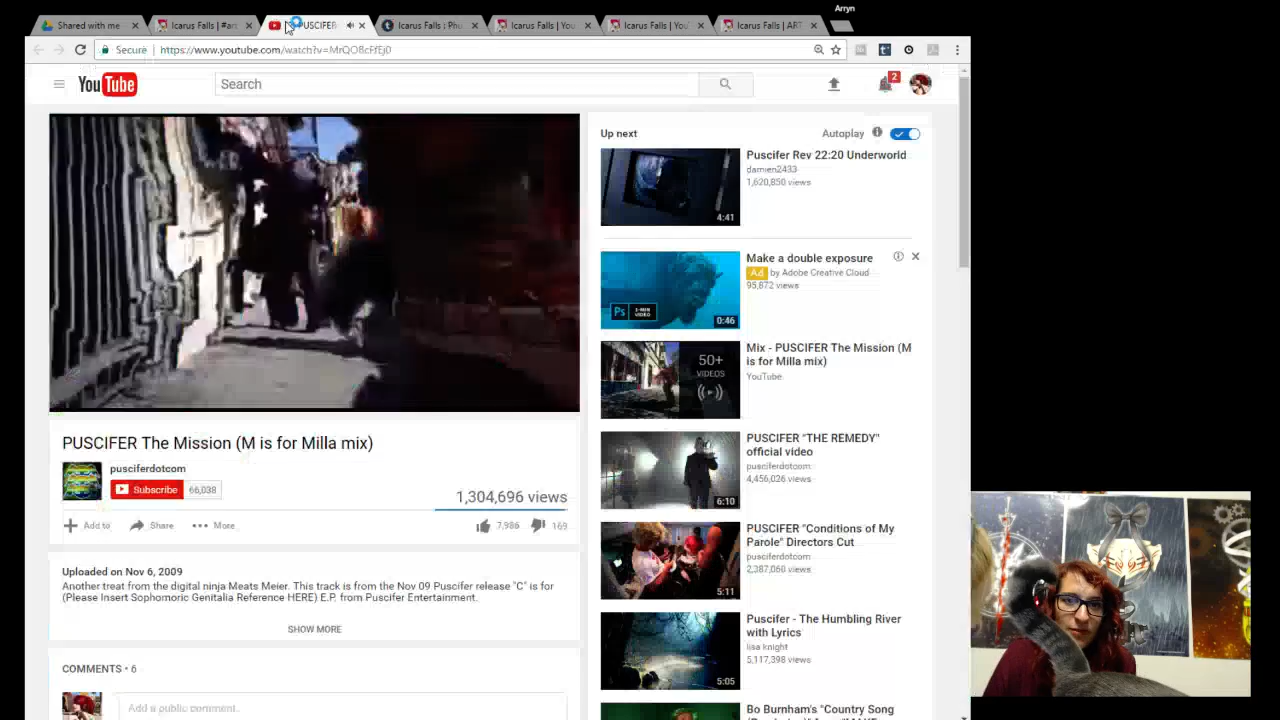 Arryn
Shared with me
Icarus Falls | #arc
PUSCIFER
Icarus Falls : Phu
Icarus Falls | You
Icarus Falls | You
Icarus Falls | ART
Secure
https://www.youtube.com/watch?v=MrQO8cFfEj0
YouTube
Search
2
Up next
Autoplay
Puscifer Rev 22:20 Underworld
damien2433
1,620,850 views
4:41
Make a double exposure
Ad by Adobe Creative Cloud
95,872 views
Ps 1-MIN VIDEO
0:46
Mix - PUSCIFER The Mission (M
is for Milla mix)
YouTube
50+
VIDEOS
PUSCIFER "THE REMEDY"
official video
pusciferdotcom
4,456,026 views
6:10
PUSCIFER The Mission (M is for Milla mix)
pusciferdotcom
Subscribe 66,038
1,304,696 views
Add to Share More 7,986 169
PUSCIFER "Conditions of My
Parole" Directors Cut
pusciferdotcom
2,387,060 views
5:11
Uploaded on Nov 6, 2009
Another treat from the digital ninja Meats Meier. This track is from the Nov 09 Puscifer release "C" is for
(Please Insert Sophomoric Genitalia Reference HERE) E.P. from Puscifer Entertainment.
SHOW MORE
Puscifer - The Humbling River
with Lyrics
lisa knight
5,117,398 views
5:05
COMMENTS • 6
Add a public comment...
Bo Burnham's "Country Song